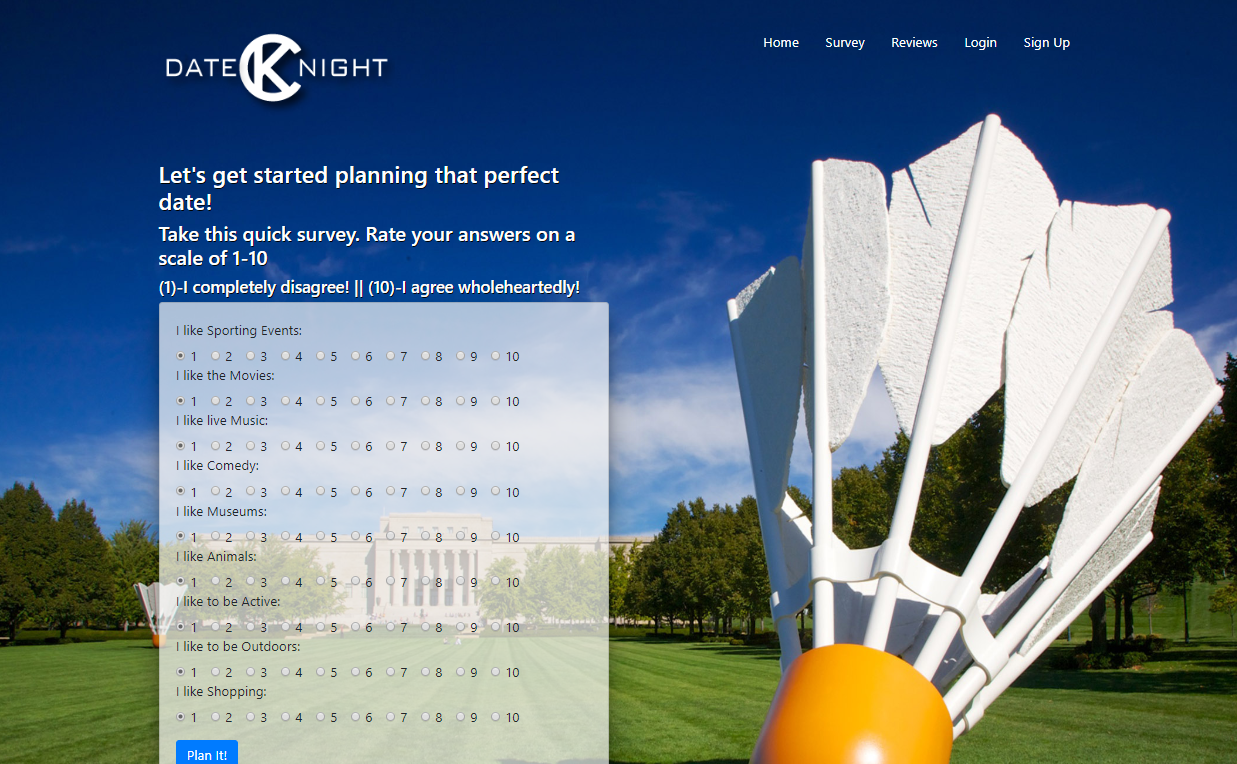 DATE K NIGHT
Home Survey Reviews Login Sign Up
Let's get started planning that perfect
date!
Take this quick survey. Rate your answers on a
scale of 1-10
(1)-I completely disagree! || (10)-I agree wholeheartedly!
I like Sporting Events:
1 2 3 4 5 6 7 8 9 10
I like the Movies:
1 2 3 4 5 6 7 8 9 10
I like live Music:
1 2 3 4 5 6 7 8 9 10
I like Comedy:
1 2 3 4 5 6 7 8 9 10
I like Museums:
1 2 3 4 5 6 7 8 9 10
I like Animals:
1 2 3 4 5 6 7 8 9 10
I like to be Active:
1 2 3 4 5 6 7 8 9 10
I like to be Outdoors:
1 2 3 4 5 6 7 8 9 10
I like Shopping:
1 2 3 4 5 6 7 8 9 10
Plan It!